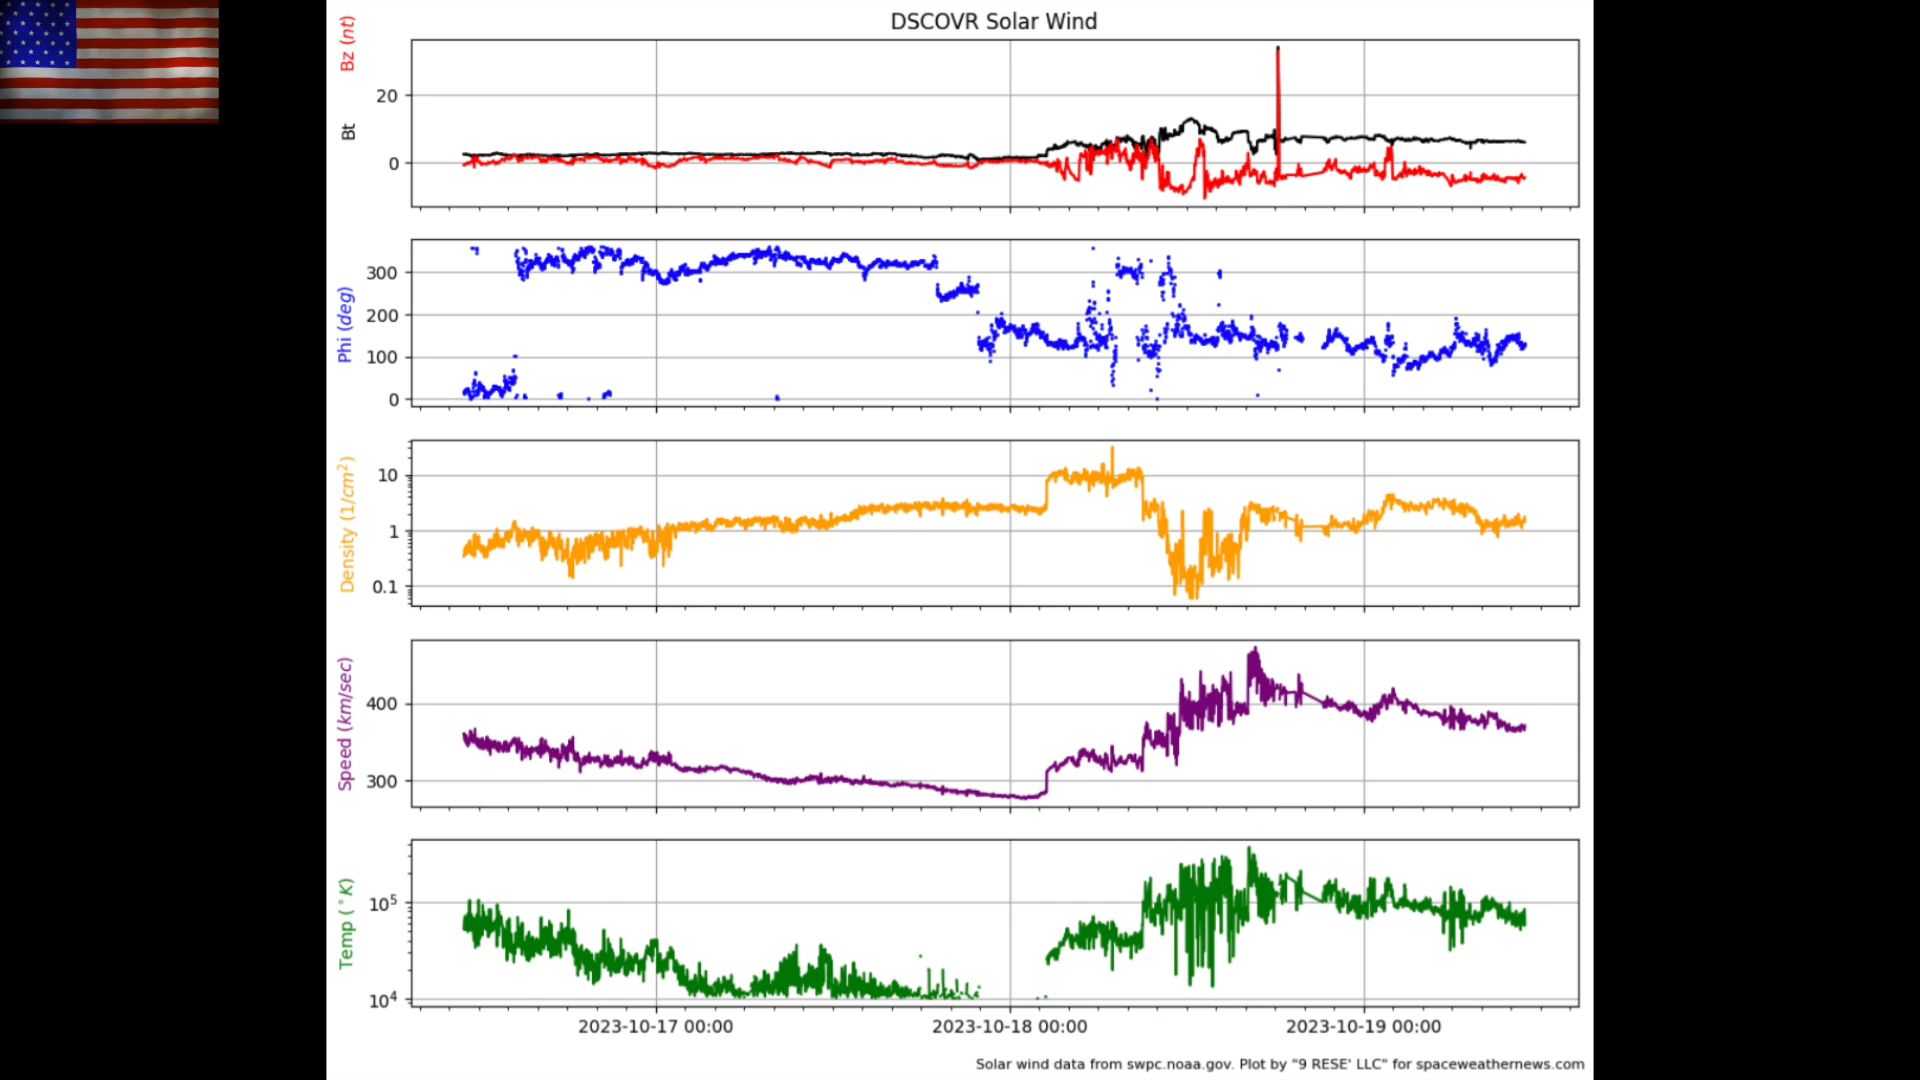 DSCOVR Solar Wind
Bt Bz (nt)
20
0
Phi (deg)
300
200
100
0
Density (1/cm²)
10
1
0.1
Speed (km/sec)
400
300
Temp (°K)
10⁵
10⁴
2023-10-17 00:00 2023-10-18 00:00 2023-10-19 00:00
Solar wind data from swpc.noaa.gov. Plot by "9 RESE' LLC" for spaceweathernews.com